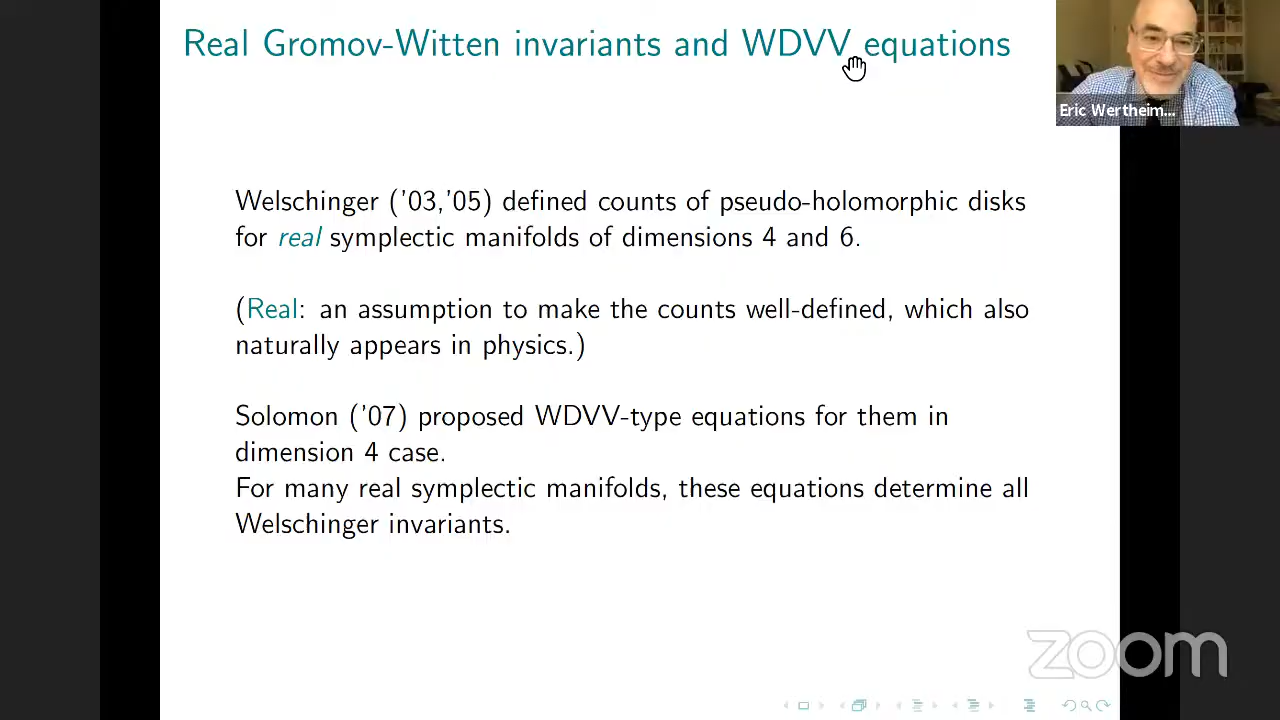 Real Gromov-Witten invariants and WDVV equations
Eric Wertheim...
Welschinger ('03,'05) defined counts of pseudo-holomorphic disks
for real symplectic manifolds of dimensions 4 and 6.
(Real: an assumption to make the counts well-defined, which also
naturally appears in physics.)
Solomon ('07) proposed WDVV-type equations for them in
dimension 4 case.
For many real symplectic manifolds, these equations determine all
Welschinger invariants.
zoom